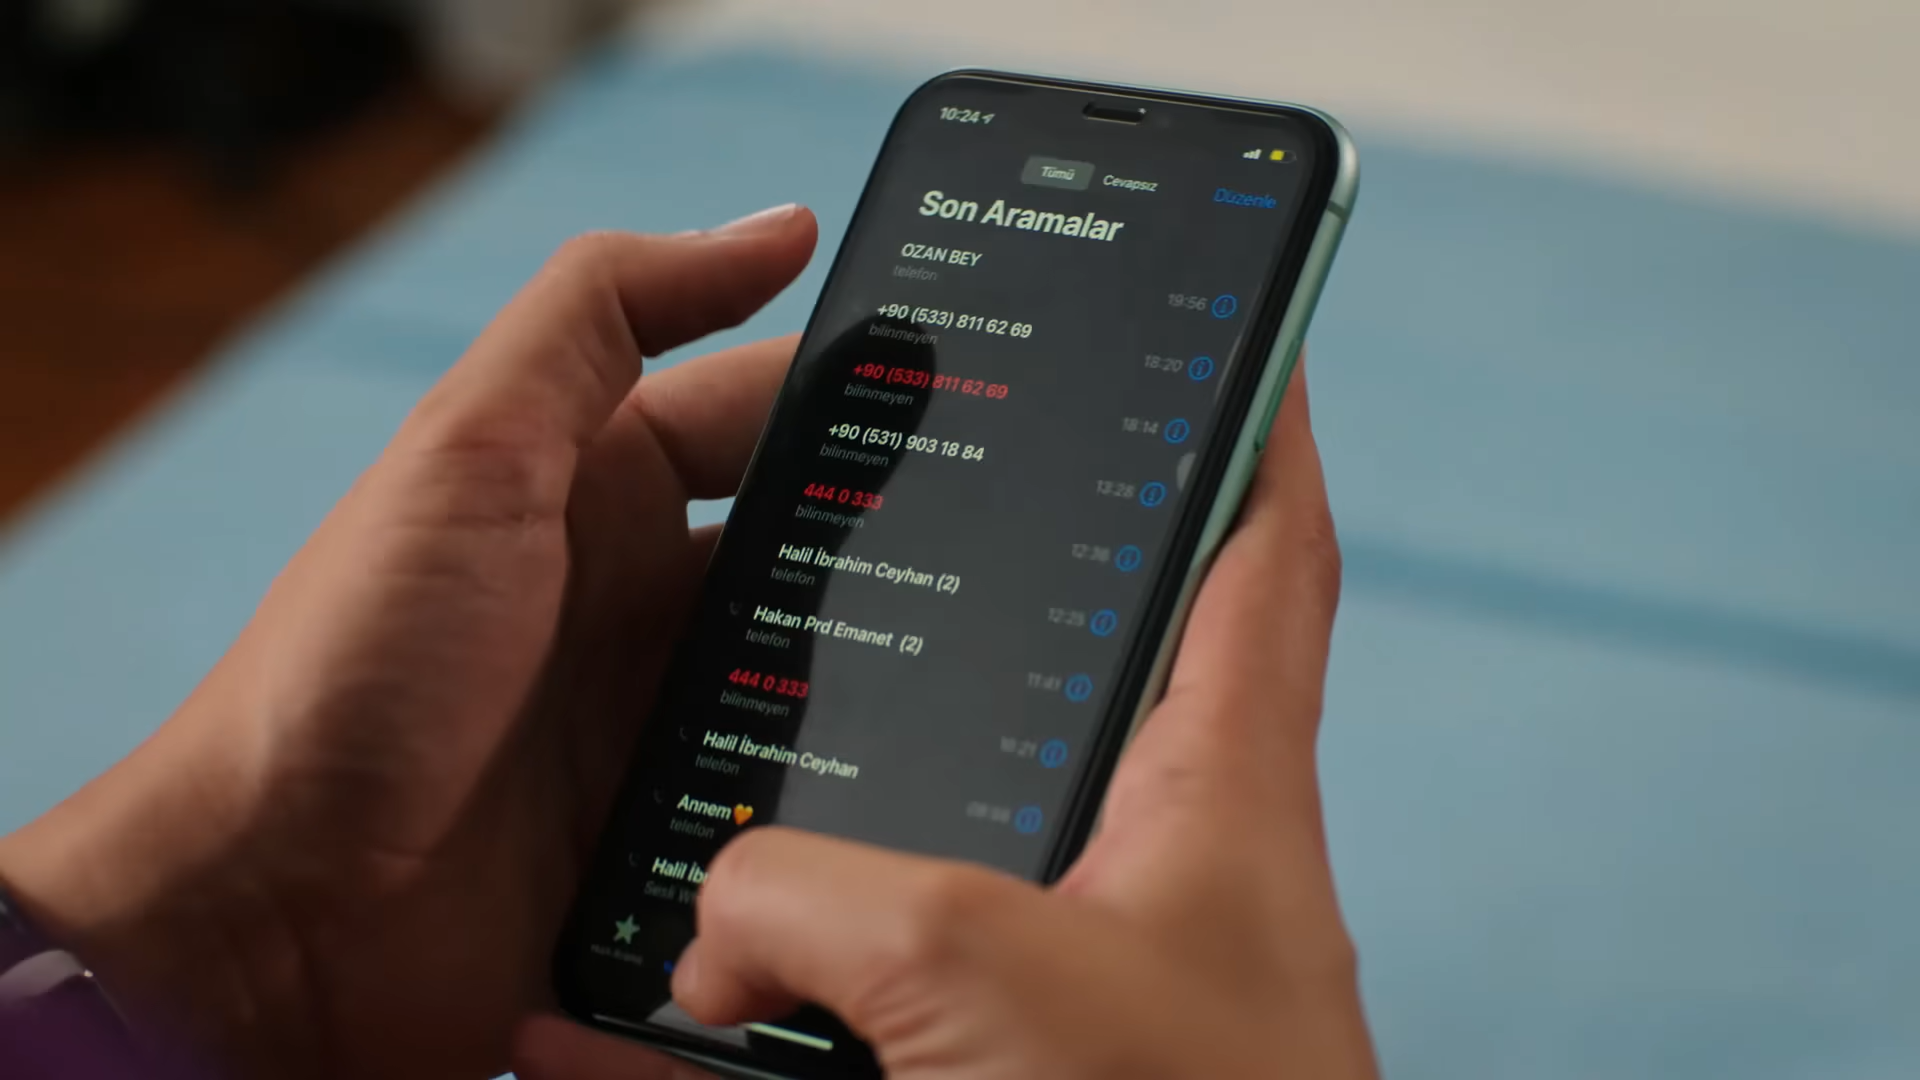 10:24
Tümü Cevapsız Düzenle
Son Aramalar
OZAN BEY
telefon
19:56
+90 (533) 811 62 69
bilinmeyen
18:20
+90 (533) 811 62 69
bilinmeyen
18:14
+90 (531) 903 18 84
bilinmeyen
13:28
444 0 333
bilinmeyen
12:36
Halil İbrahim Ceyhan (2)
telefon
12:25
Hakan Prd Emanet (2)
telefon
11:41
444 0 333
bilinmeyen
10:21
Halil İbrahim Ceyhan
telefon
Annem🧡
telefon
Halil
Sesli